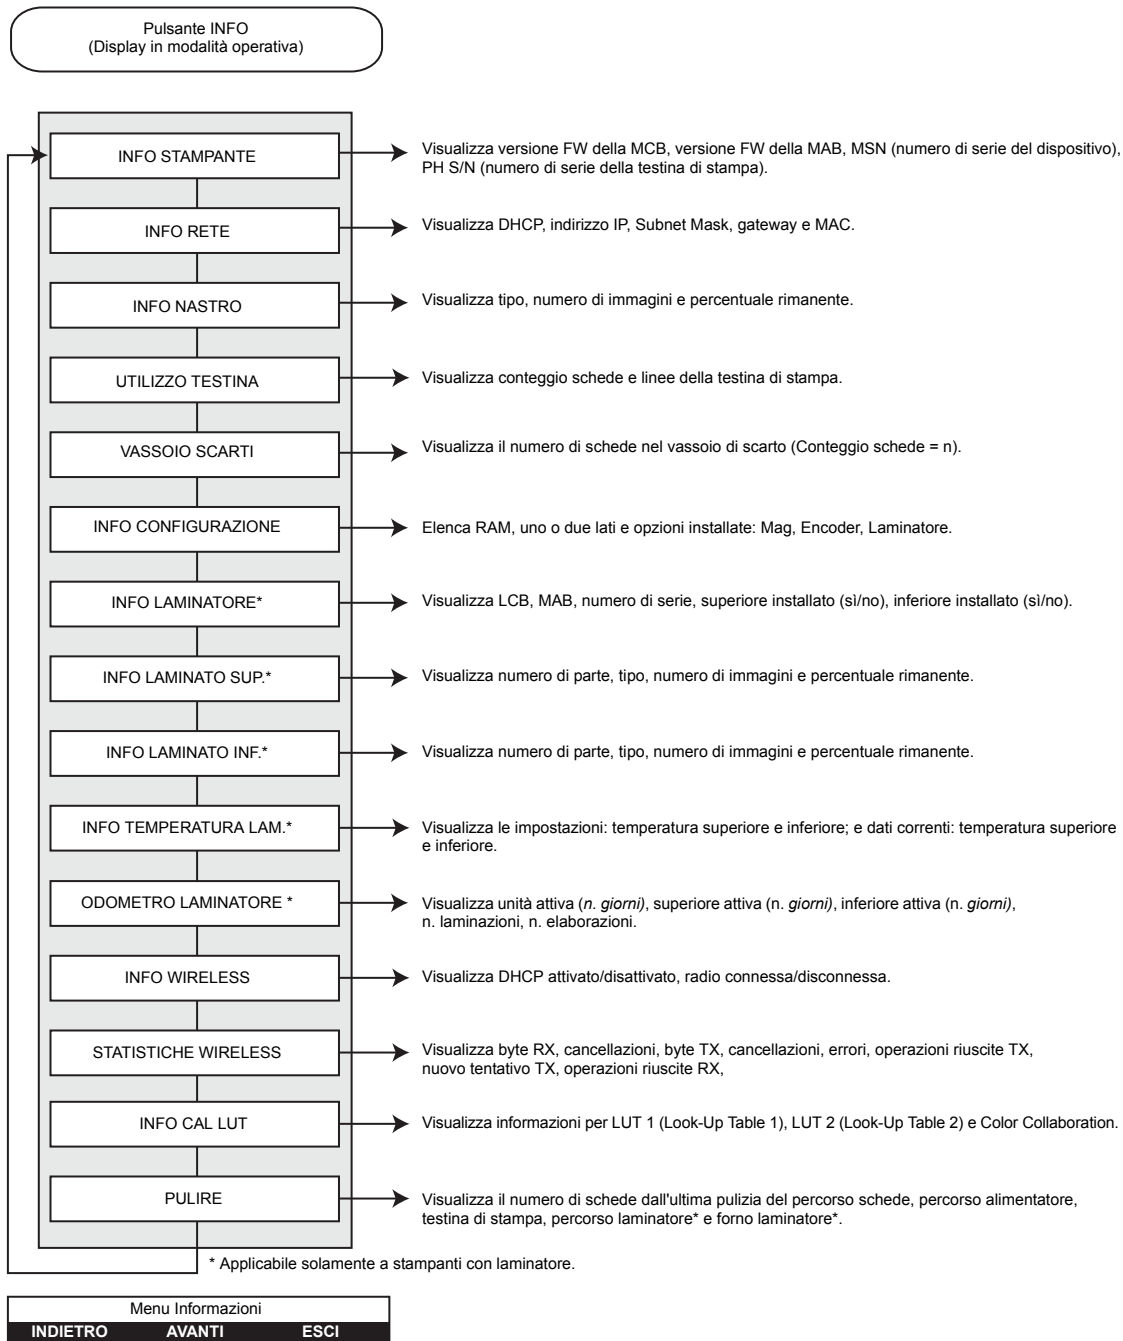 Pulsante INFO
(Display in modalità operativa)
INFO STAMPANTE
Visualizza versione FW della MCB, versione FW della MAB, MSN (numero di serie del dispositivo),
PH S/N (numero di serie della testina di stampa).
INFO RETE
Visualizza DHCP, indirizzo IP, Subnet Mask, gateway e MAC.
INFO NASTRO
Visualizza tipo, numero di immagini e percentuale rimanente.
UTILIZZO TESTINA
Visualizza conteggio schede e linee della testina di stampa.
VASSOIO SCARTI
Visualizza il numero di schede nel vassoio di scarto (Conteggio schede = n).
INFO CONFIGURAZIONE
Elenca RAM, uno o due lati e opzioni installate: Mag, Encoder, Laminatore.
INFO LAMINATORE*
Visualizza LCB, MAB, numero di serie, superiore installato (sì/no), inferiore installato (sì/no).
INFO LAMINATO SUP.*
Visualizza numero di parte, tipo, numero di immagini e percentuale rimanente.
INFO LAMINATO INF.*
Visualizza numero di parte, tipo, numero di immagini e percentuale rimanente.
INFO TEMPERATURA LAM.*
Visualizza le impostazioni: temperatura superiore e inferiore; e dati correnti: temperatura superiore
e inferiore.
ODOMETRO LAMINATORE *
Visualizza unità attiva (n. giorni), superiore attiva (n. giorni), inferiore attiva (n. giorni),
n. laminazioni, n. elaborazioni.
INFO WIRELESS
Visualizza DHCP attivato/disattivato, radio connessa/disconnessa.
STATISTICHE WIRELESS
Visualizza byte RX, cancellazioni, byte TX, cancellazioni, errori, operazioni riuscite TX,
nuovo tentativo TX, operazioni riuscite RX,
INFO CAL LUT
Visualizza informazioni per LUT 1 (Look-Up Table 1), LUT 2 (Look-Up Table 2) e Color Collaboration.
PULIRE
Visualizza il numero di schede dall'ultima pulizia del percorso schede, percorso alimentatore,
testina di stampa, percorso laminatore* e forno laminatore*.
* Applicabile solamente a stampanti con laminatore.
Menu Informazioni
INDIETRO AVANTI ESCI